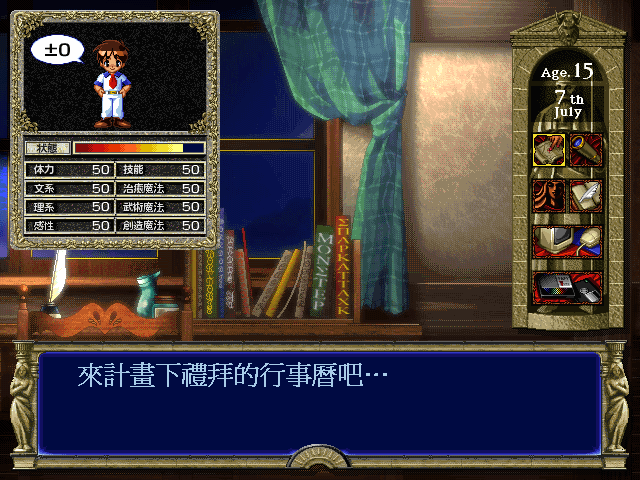 ±0
状態
体力 50 技能 50
文系 50 治癒魔法 50
理系 50 武術魔法 50
感性 50 創造魔法 50
Age. 15
7th
July
MONSTER
ΣΠΑΡΚΑΤΤΑΣΚ
來計畫下禮拜的行事曆吧…